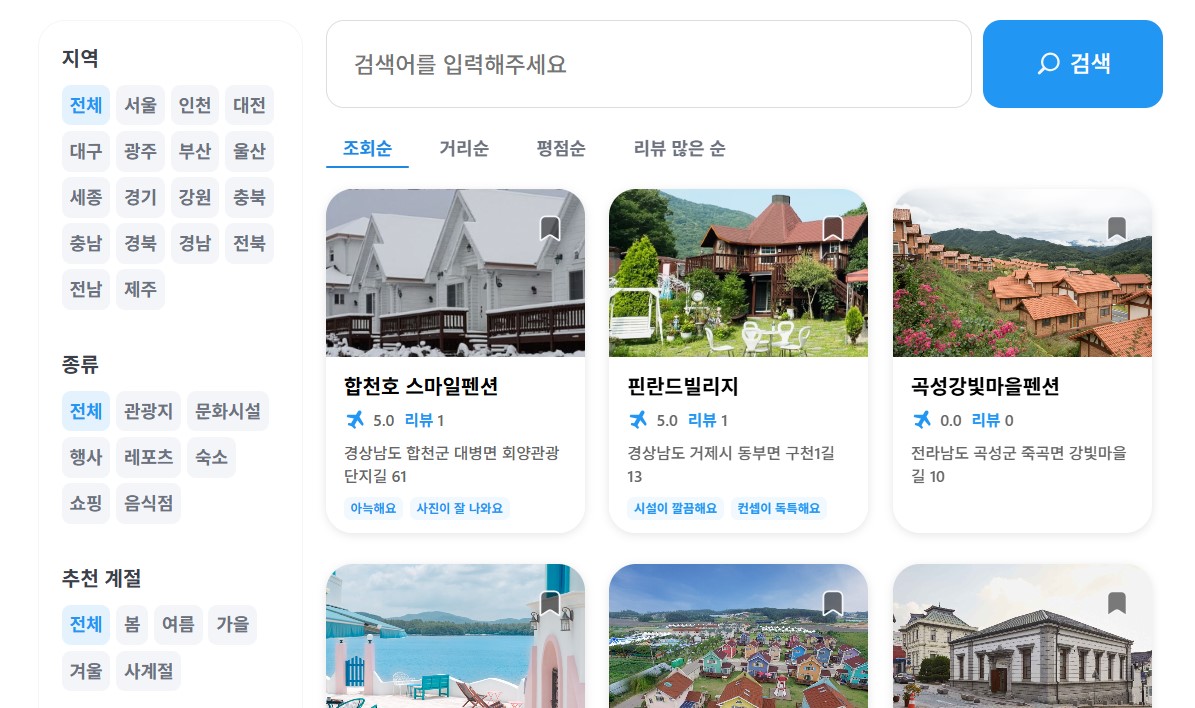 지역
전체 서울 인천 대전
대구 광주 부산 울산
세종 경기 강원 충북
충남 경북 경남 전북
전남 제주
종류
전체 관광지 문화시설
행사 레포츠 숙소
쇼핑 음식점
추천 계절
전체 봄 여름 가을
겨울 사계절
검색어를 입력해주세요
검색
조회순 거리순 평점순 리뷰 많은 순
합천호 스마일펜션
5.0 리뷰 1
경상남도 합천군 대병면 회양관광
단지길 61
아늑해요 사진이 잘 나와요
핀란드빌리지
5.0 리뷰 1
경상남도 거제시 동부면 구천1길
13
시설이 깔끔해요 컨셉이 독특해요
곡성강빛마을펜션
0.0 리뷰 0
전라남도 곡성군 죽곡면 강빛마을
길 10